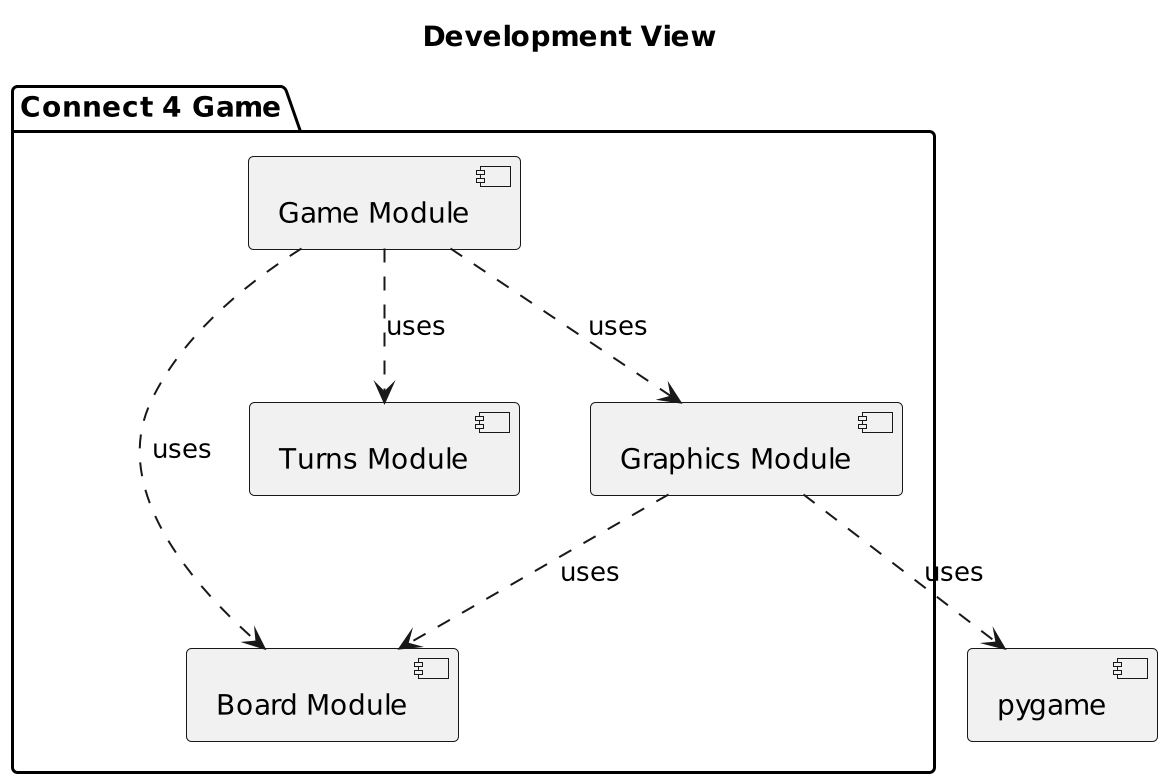 Development View
Connect 4 Game
Game Module
uses
uses
uses
Turns Module
Graphics Module
uses
uses
Board Module
pygame